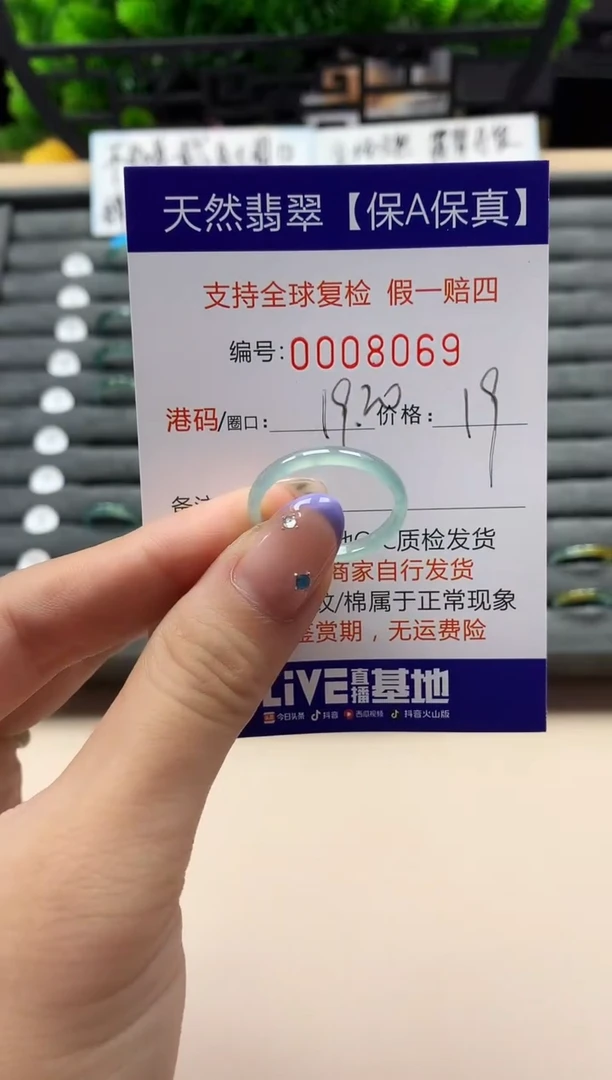 天然翡翠【保A保真】
支持全球复检 假一赔四
编号:0008069
港码/圈口: 19.20 价格: 19
质检发货
商家自行发货
纹/棉属于正常现象
鉴赏期，无运费险
LiVE直播基地
今日头条 抖音 西瓜视频 抖音火山版